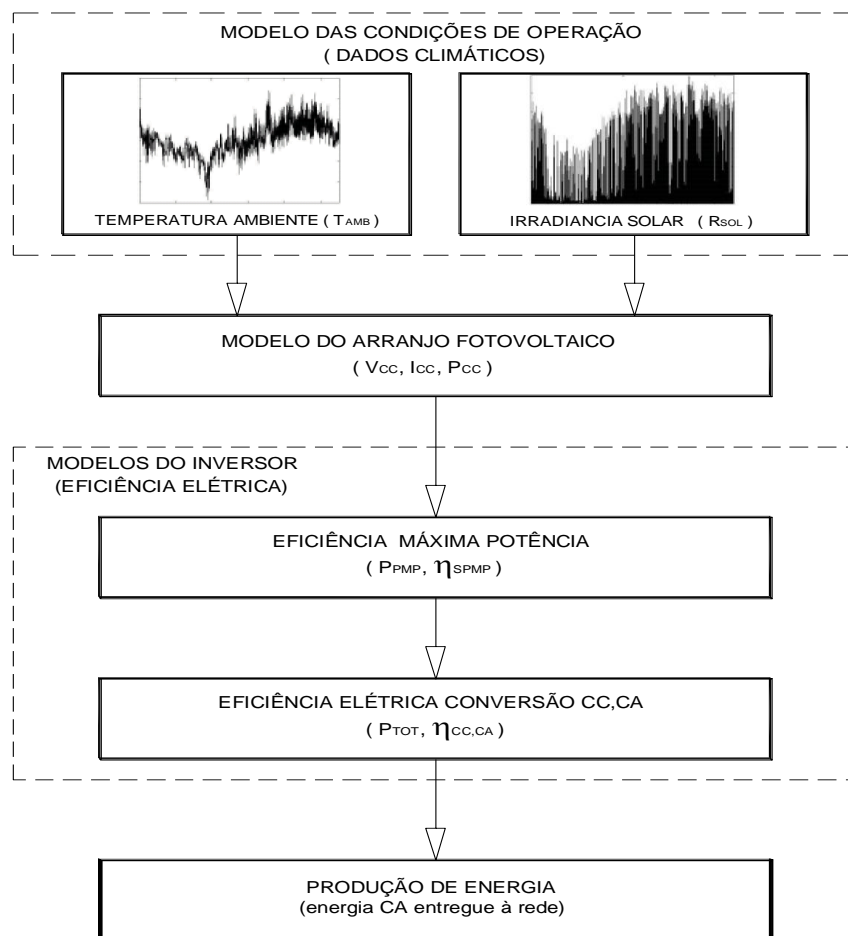 MODELO DAS CONDIÇÕES DE OPERAÇÃO
( DADOS CLIMÁTICOS)
TEMPERATURA AMBIENTE ( TAMB )
IRRADIANCIA SOLAR ( RSOL )
MODELO DO ARRANJO FOTOVOLTAICO
( VCC, ICC, PCC )
MODELOS DO INVERSOR
(EFICIÊNCIA ELÉTRICA)
EFICIÊNCIA MÁXIMA POTÊNCIA
( PPMP, ηSPMP )
EFICIÊNCIA ELÉTRICA CONVERSÃO CC,CA
( PTOT, ηCC,CA )
PRODUÇÃO DE ENERGIA
(energia CA entregue à rede)